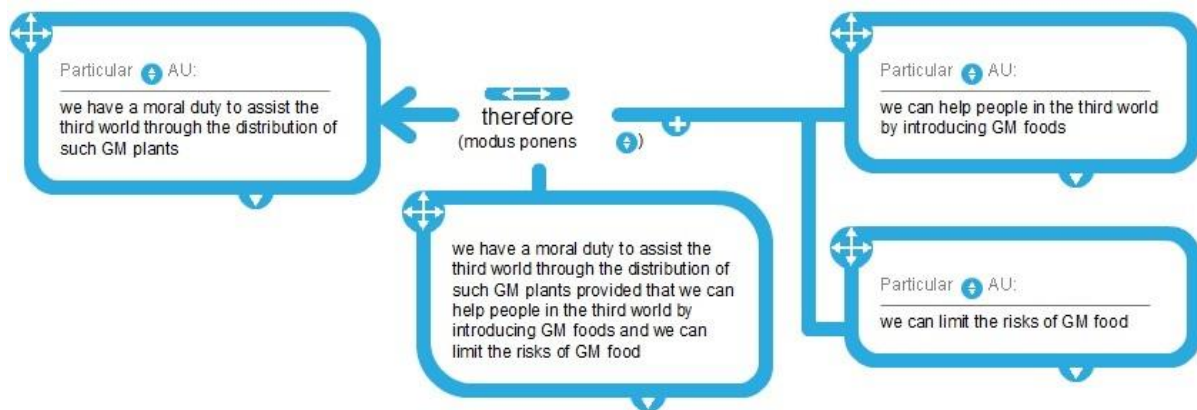 Particular AU:
we have a moral duty to assist the
third world through the distribution of
such GM plants
therefore
(modus ponens )
we have a moral duty to assist the
third world through the distribution of
such GM plants provided that we can
help people in the third world by
introducing GM foods and we can
limit the risks of GM food
Particular AU:
we can help people in the third world
by introducing GM foods
Particular AU:
we can limit the risks of GM food